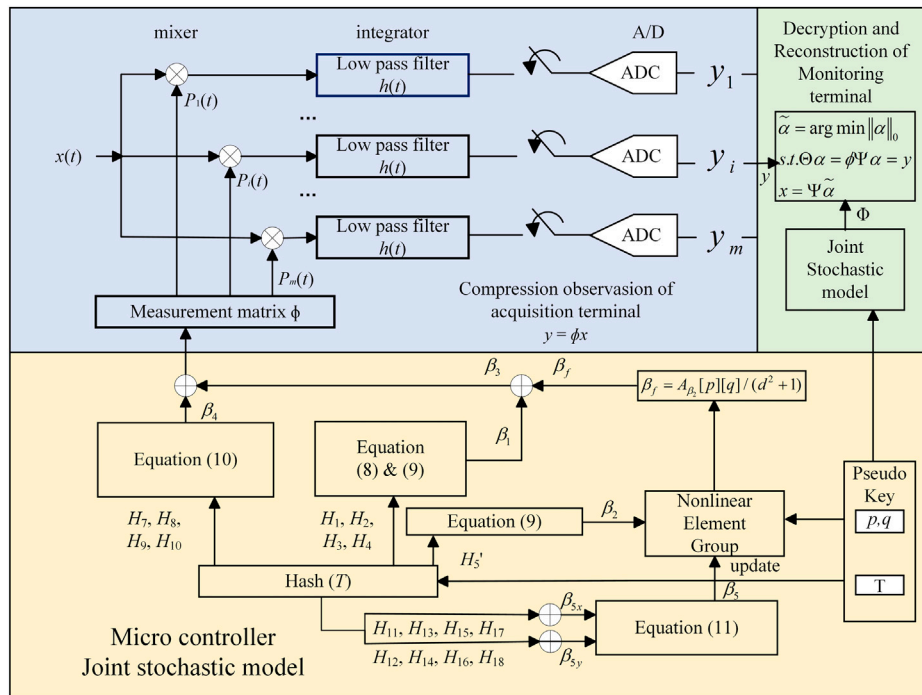 mixer
integrator
A/D
Low pass filter
h(t)
ADC
y₁
P₁(t)
...
x(t)
Low pass filter
h(t)
ADC
yᵢ
Pᵢ(t)
...
Low pass filter
h(t)
ADC
yₘ
Pₘ(t)
Measurement matrix ϕ
Compression observasion of
acquisition terminal
y = ϕx
Decryption and
Reconstruction of
Monitoring
terminal
α̃ = arg min ‖α‖₀
s.t.Θα = ϕΨα = y
x = Ψα̃
y
Φ
Joint
Stochastic
model
β₃
β_f
β_f = A_β₂[p][q] / (d² + 1)
β₄
β₁
Equation (10)
Equation
(8) & (9)
Pseudo
Key
p,q
T
H₇, H₈,
H₉, H₁₀
H₁, H₂,
H₃, H₄
Equation (9)
β₂
Nonlinear
Element
Group
update
H₅'
Hash (T)
β₅
β₅ₓ
H₁₁, H₁₃, H₁₅, H₁₇
Equation (11)
H₁₂, H₁₄, H₁₆, H₁₈
β₅y
Micro controller
Joint stochastic model